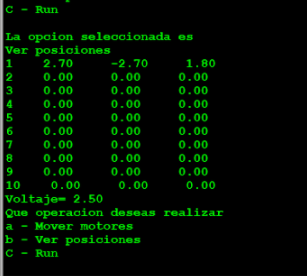 C - Run
La opcion seleccionada es
Ver posiciones
1 2.70 -2.70 1.80
2 0.00 0.00 0.00
3 0.00 0.00 0.00
4 0.00 0.00 0.00
5 0.00 0.00 0.00
6 0.00 0.00 0.00
7 0.00 0.00 0.00
8 0.00 0.00 0.00
9 0.00 0.00 0.00
10 0.00 0.00 0.00
Voltaje= 2.50
Que operacion deseas realizar
a - Mover motores
b - Ver posiciones
C - Run